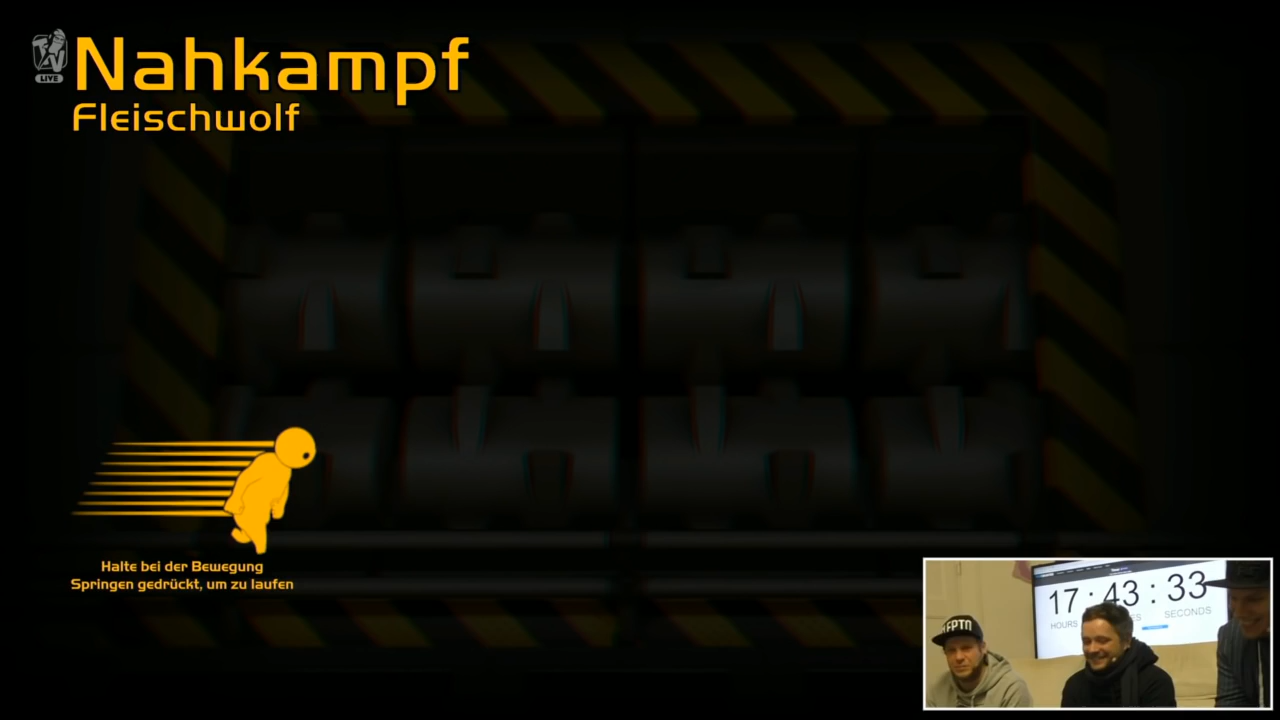 LIVE
Nahkampf
Fleischwolf
Halte bei der Bewegung
Springen gedrückt, um zu laufen
17 : 43 : 33
HOURS
SECONDS